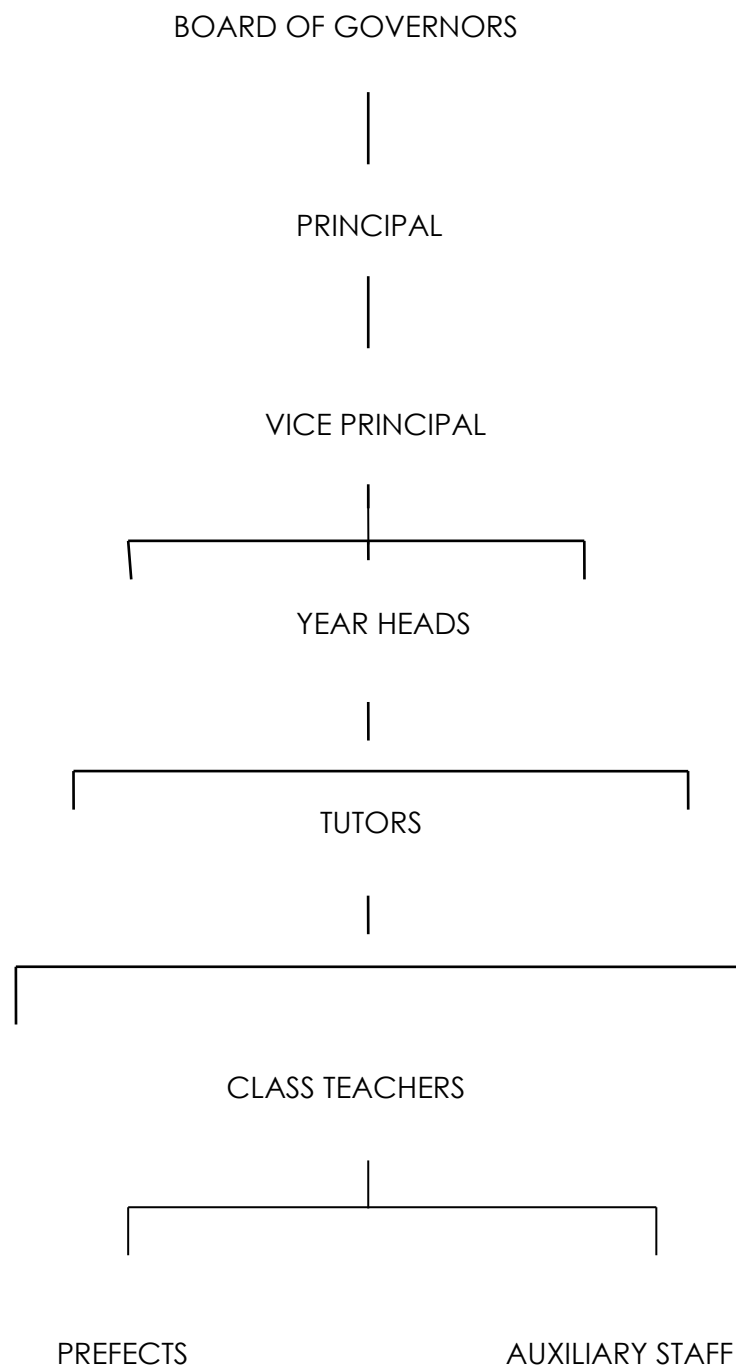 BOARD OF GOVERNORS
PRINCIPAL
VICE PRINCIPAL
YEAR HEADS
TUTORS
CLASS TEACHERS
PREFECTS AUXILIARY STAFF